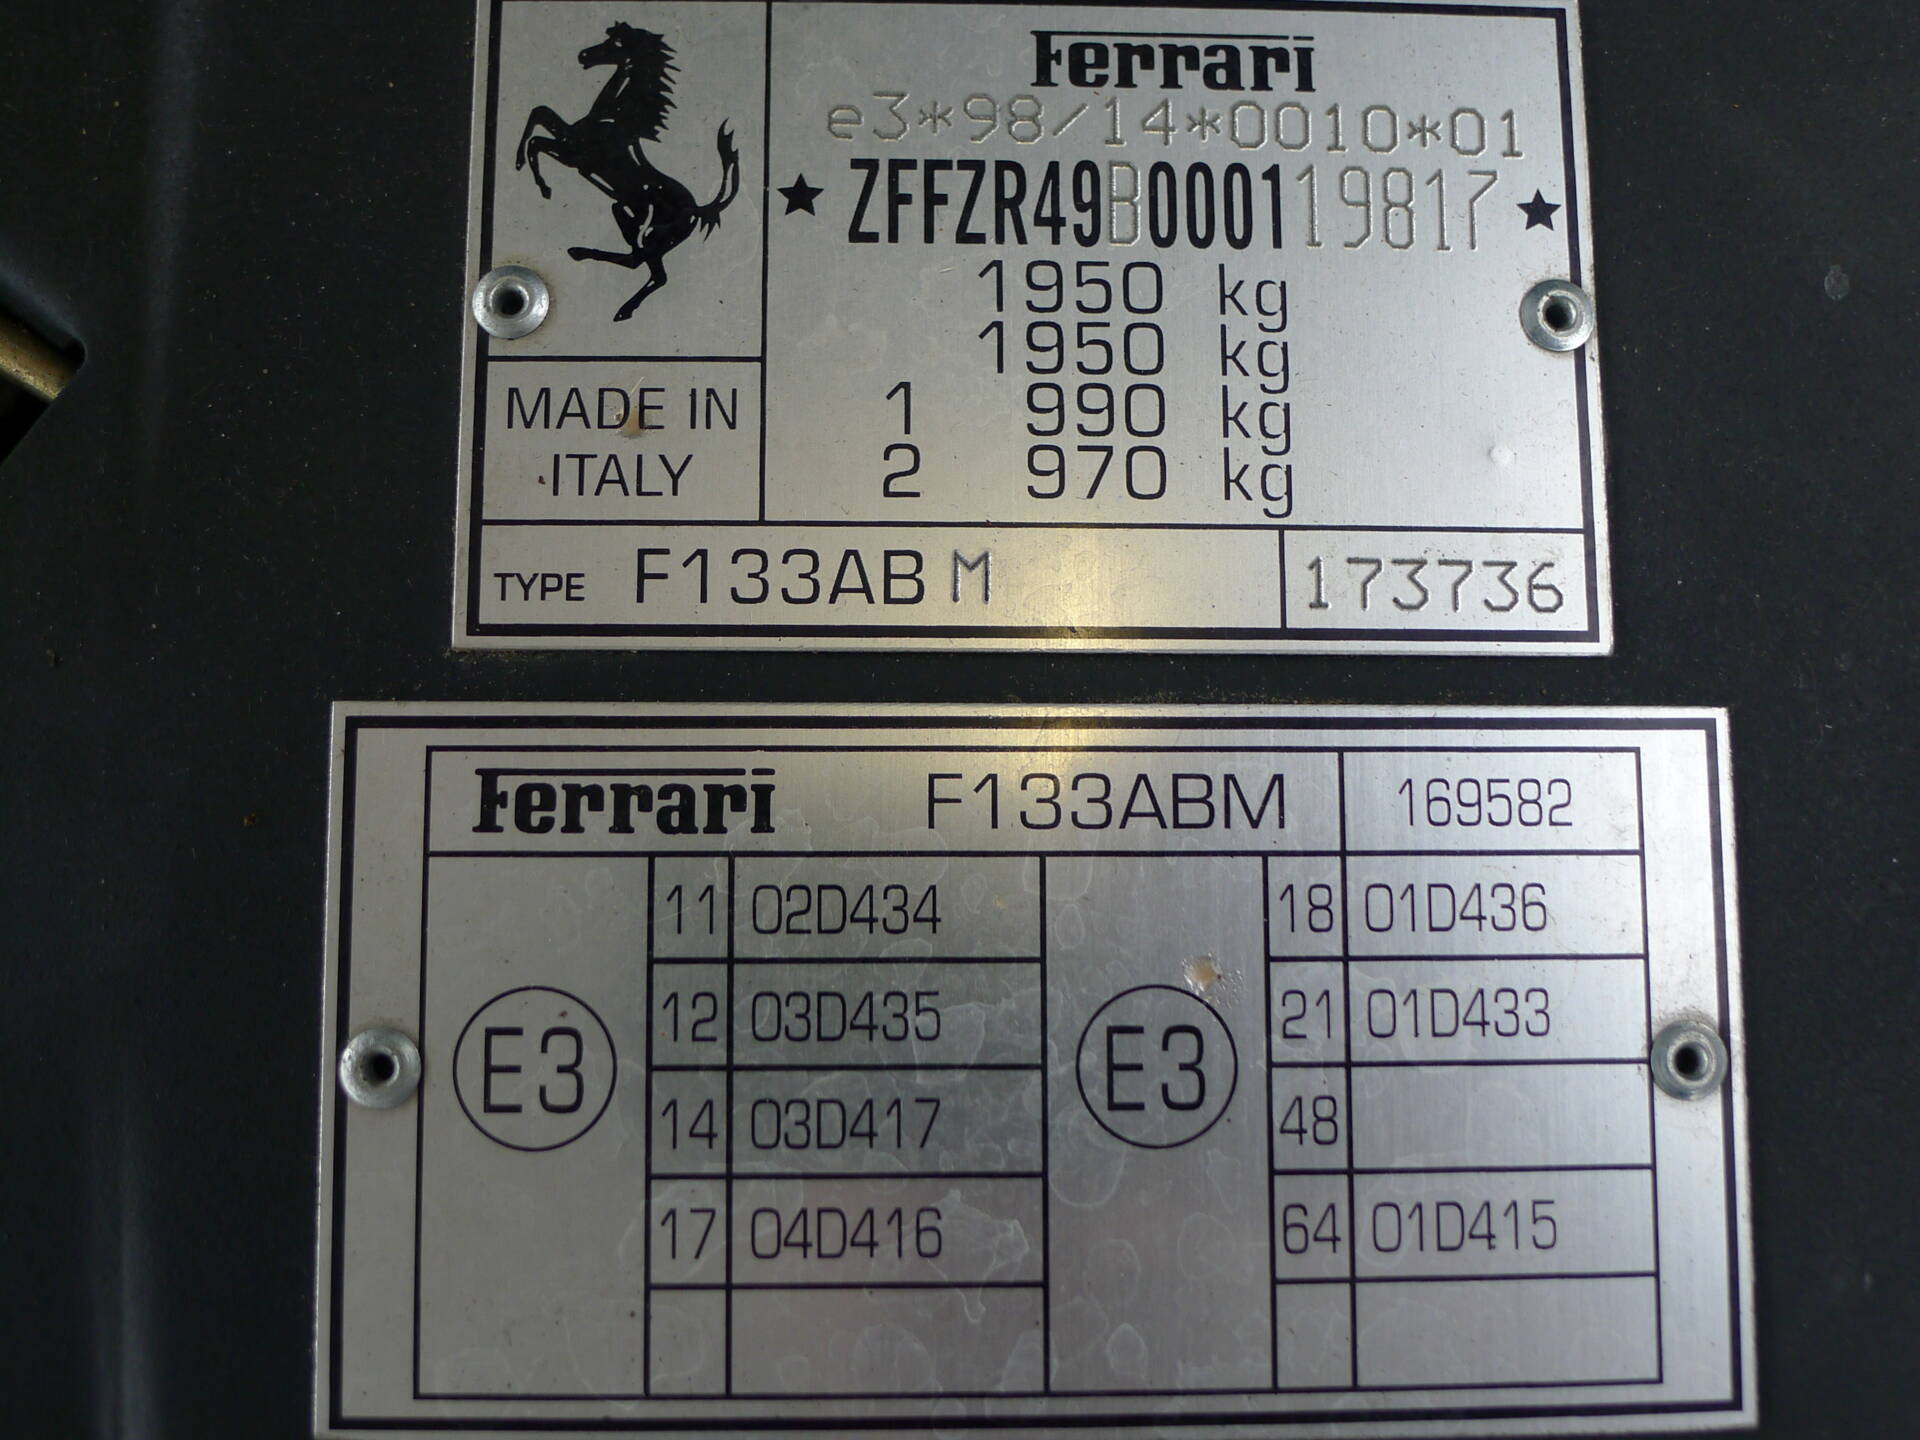 Ferrari
e3*98/14*0010*01
★ ZFFZR49B000119817 ★
1950 kg
1950 kg
1 990 kg
2 970 kg
MADE IN
ITALY
TYPE F133AB M 173736
Ferrari F133ABM 169582
11 02D434 18 01D436
12 03D435 21 01D433
E3 E3
14 03D417 48
17 04D416 64 01D415